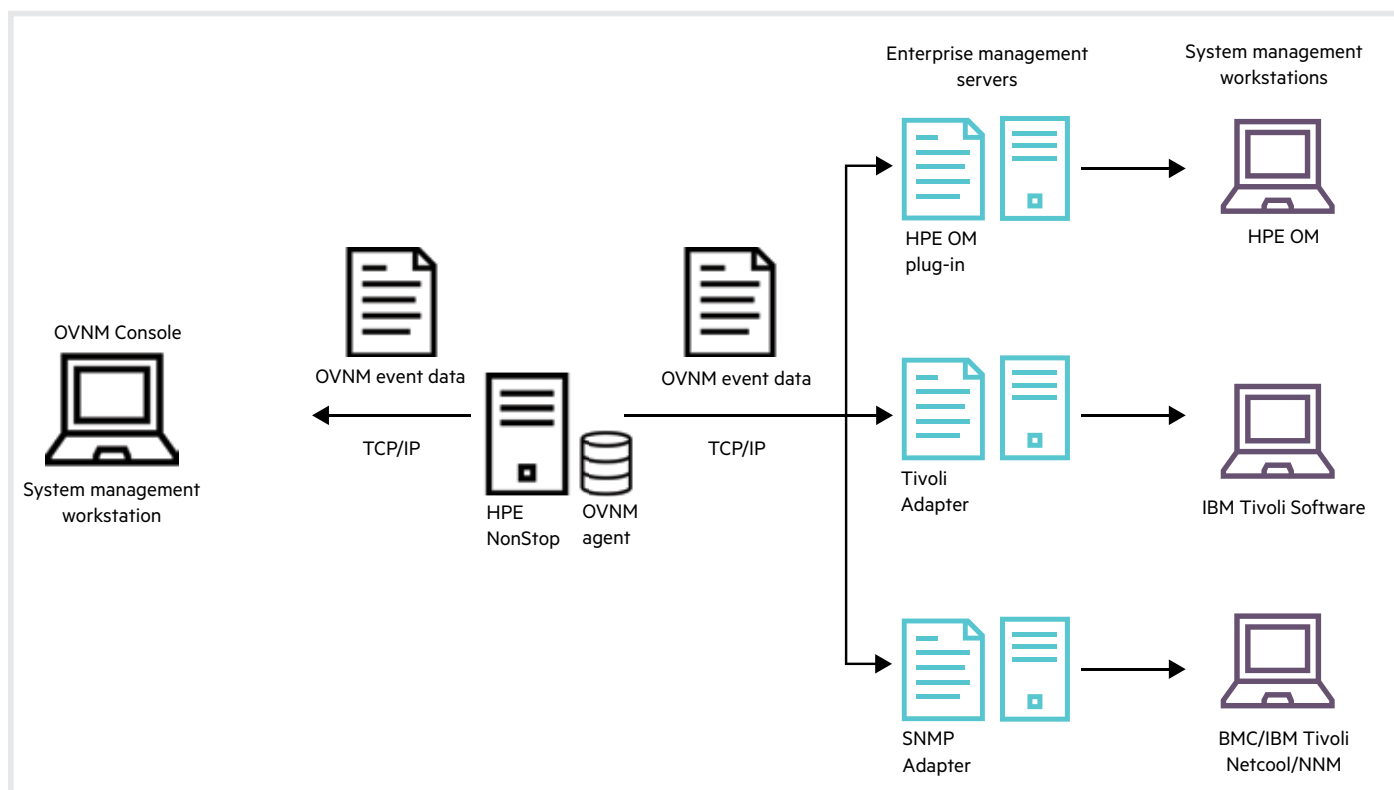 Enterprise management
servers
System management
workstations
HPE OM
plug-in
HPE OM
OVNM Console
System management
workstation
OVNM event data
TCP/IP
HPE
NonStop
OVNM
agent
OVNM event data
TCP/IP
Tivoli
Adapter
IBM Tivoli Software
SNMP
Adapter
BMC/IBM Tivoli
Netcool/NNM